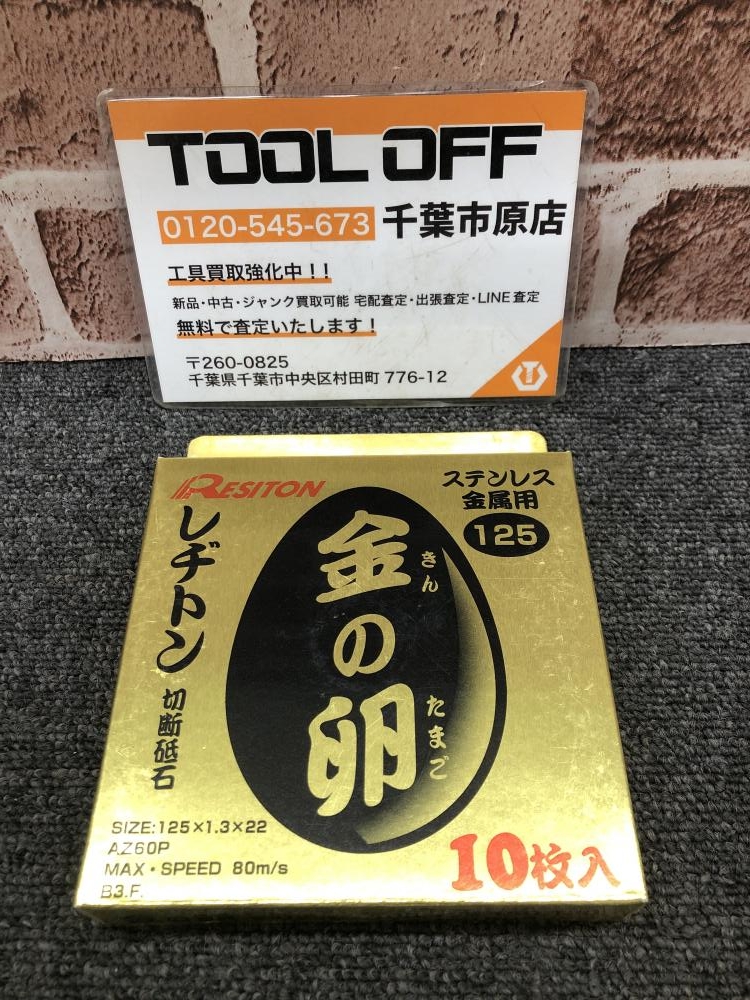 TOOL OFF
0120-545-673 千葉市原店
工具買取強化中!!
新品・中古・ジャンク買取可能 宅配査定・出張査定・LINE査定
無料で査定いたします!
〒260-0825
千葉県千葉市中央区村田町 776-12
RESITON
ステンレス
金属用
125
レヂトン
切断砥石
金の卵
きん
たまご
SIZE:125×1.3×22
AZ60P
MAX・SPEED 80m/s
B3.F.
10枚入